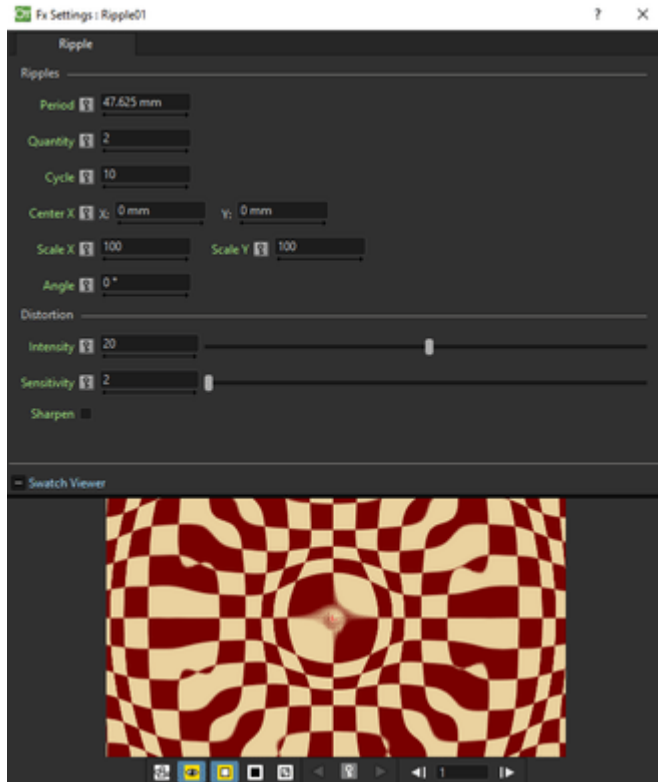 Fx Settings : Ripple01 ? ×
Ripple
Ripples
Period 47.625 mm
Quantity 2
Cycle 10
Center X X: 0 mm Y: 0 mm
Scale X 100 Scale Y 100
Angle 0 °
Distortion
Intensity 20
Sensitivity 2
Sharpen
Swatch Viewer
1